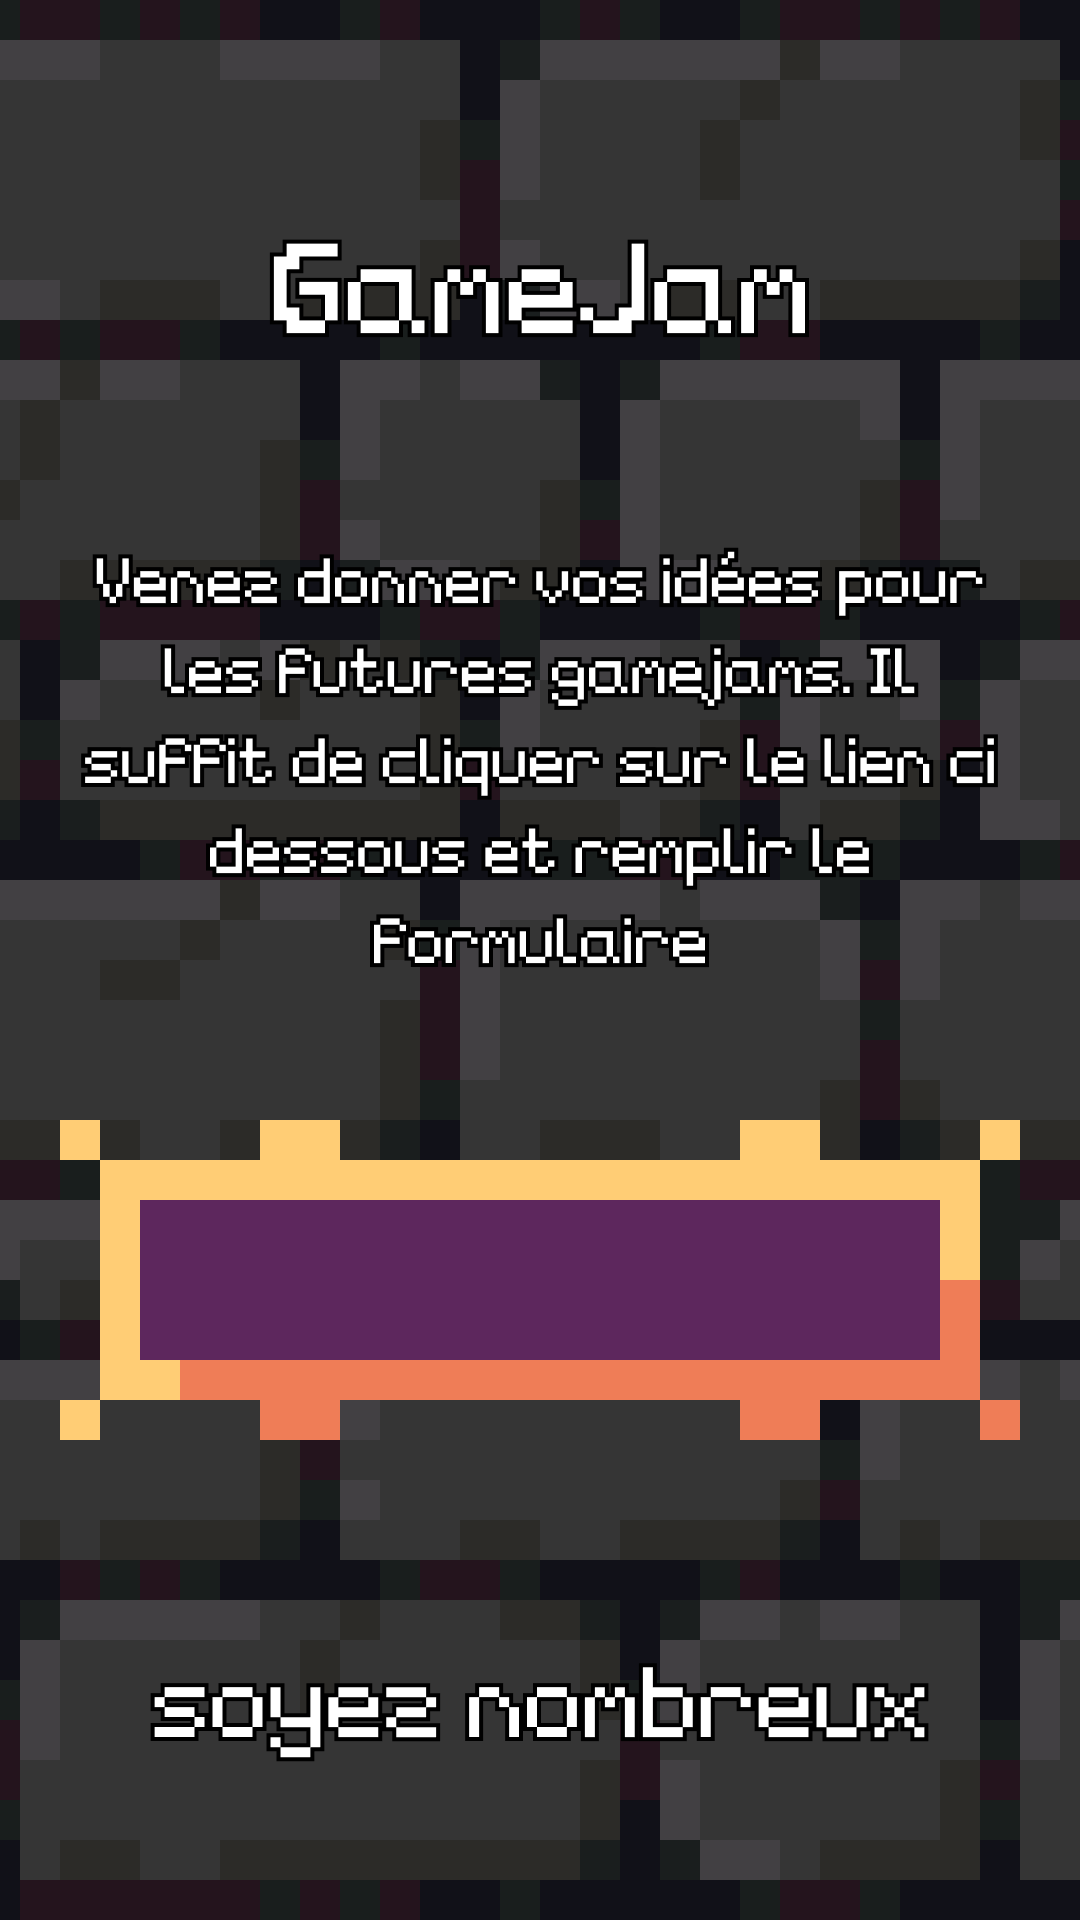 GameJam
Venez donner vos idées pour
les futures gamejams. Il
suffit de cliquer sur le lien ci
dessous et remplir le
formulaire
soyez nombreux